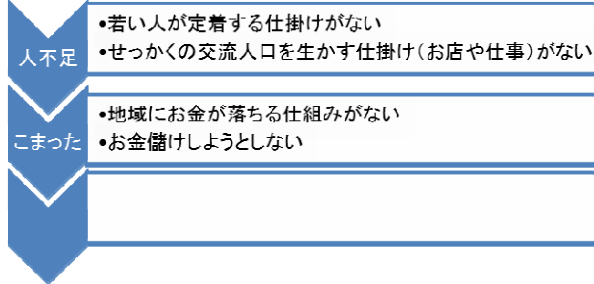 人不足
•若い人が定着する仕掛けがない
•せっかくの交流人口を生かす仕掛け（お店や仕事）がない
こまった
•地域にお金が落ちる仕組みがない
•お金儲けしようとしない